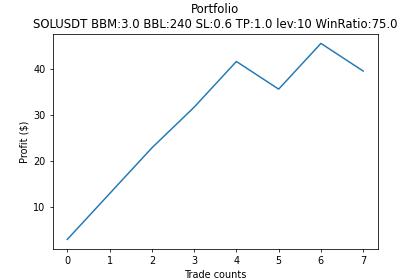 Portfolio
SOLUSDT BBM:3.0 BBL:240 SL:0.6 TP:1.0 lev:10 WinRatio:75.0
Profit ($)
40
30
20
10
0 1 2 3 4 5 6 7
Trade counts